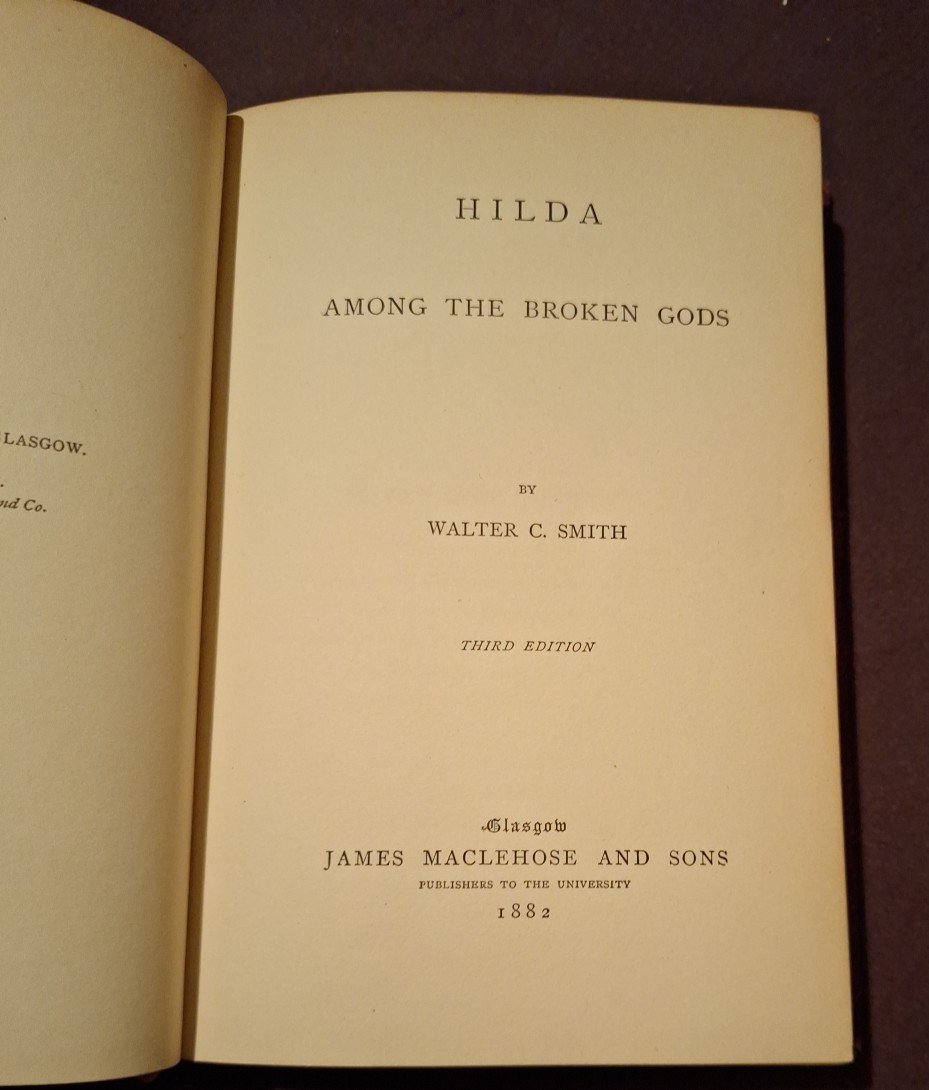 LASGOW.
nd Co.
HILDA
AMONG THE BROKEN GODS
BY
WALTER C. SMITH
THIRD EDITION
Glasgow
JAMES MACLEHOSE AND SONS
PUBLISHERS TO THE UNIVERSITY
1882